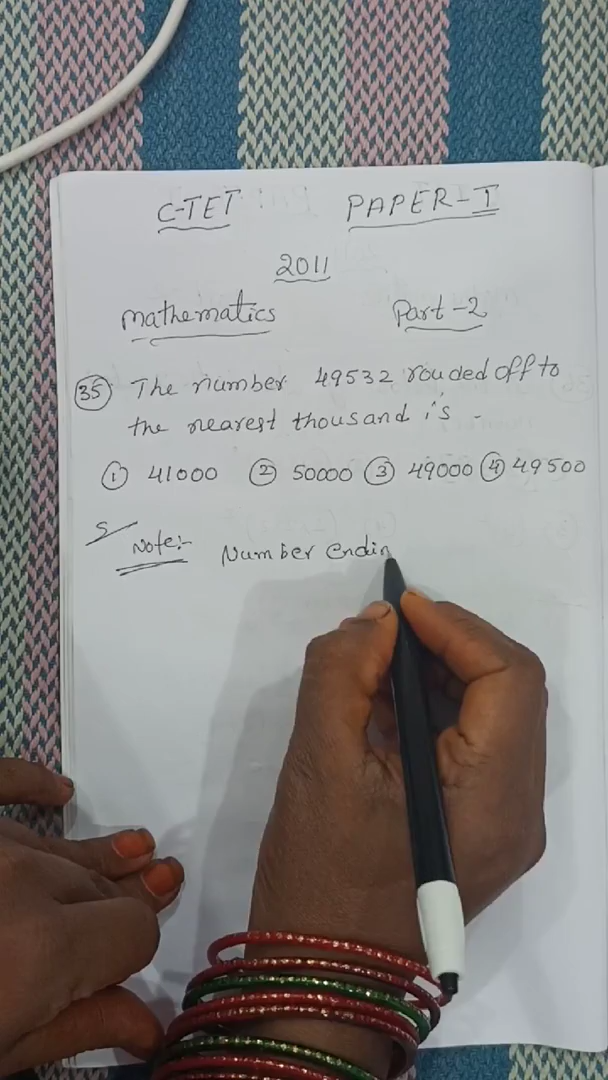 C-TET PAPER-I
2011
Mathematics Part-2
35 The number 49532 rouded off to
the nearest thousand is -
1 41000 2 50000 3 49000 4 49500
S
Note:- Number endin